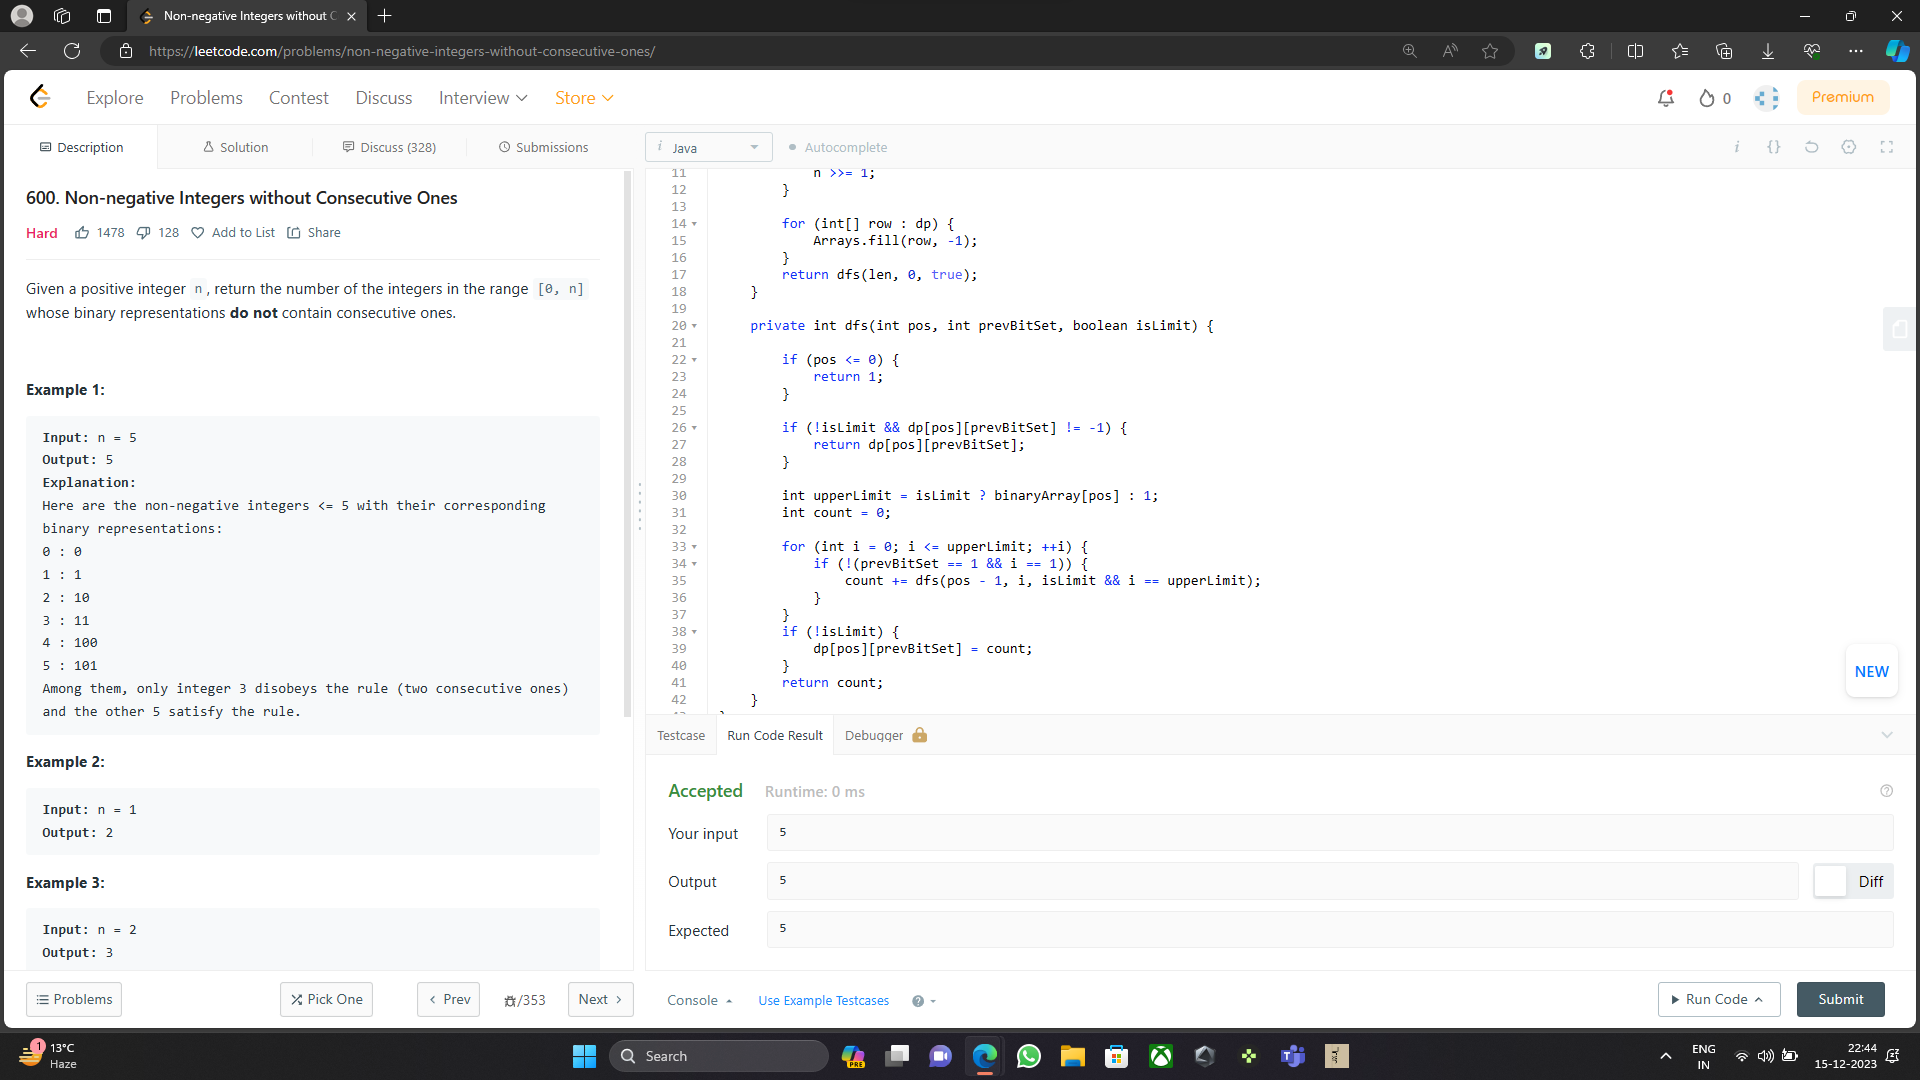 Non-negative Integers without C
https://leetcode.com/problems/non-negative-integers-without-consecutive-ones/
Explore Problems Contest Discuss Interview Store
0
Premium
Description
Solution
Discuss (328)
Submissions
600. Non-negative Integers without Consecutive Ones
Hard 1478 128 Add to List Share
Given a positive integer n, return the number of the integers in the range [0, n]
whose binary representations do not contain consecutive ones.
Example 1:
Input: n = 5
Output: 5
Explanation:
Here are the non-negative integers <= 5 with their corresponding
binary representations:
0 : 0
1 : 1
2 : 10
3 : 11
4 : 100
5 : 101
Among them, only integer 3 disobeys the rule (two consecutive ones)
and the other 5 satisfy the rule.
Example 2:
Input: n = 1
Output: 2
Example 3:
Input: n = 2
Output: 3
Problems
Pick One
Prev
/353
Next
i Java
Autocomplete
i {}
11 n >>= 1;
12 }
13
14 for (int[] row : dp) {
15 Arrays.fill(row, -1);
16 }
17 return dfs(len, 0, true);
18 }
19
20 private int dfs(int pos, int prevBitSet, boolean isLimit) {
21
22 if (pos <= 0) {
23 return 1;
24 }
25
26 if (!isLimit && dp[pos][prevBitSet] != -1) {
27 return dp[pos][prevBitSet];
28 }
29
30 int upperLimit = isLimit ? binaryArray[pos] : 1;
31 int count = 0;
32
33 for (int i = 0; i <= upperLimit; ++i) {
34 if (!(prevBitSet == 1 && i == 1)) {
35 count += dfs(pos - 1, i, isLimit && i == upperLimit);
36 }
37 }
38 if (!isLimit) {
39 dp[pos][prevBitSet] = count;
40 }
41 return count;
42 }
NEW
Testcase
Run Code Result
Debugger
Accepted Runtime: 0 ms
Your input 5
Output 5
Diff
Expected 5
Console
Use Example Testcases
Run Code
Submit
1
13°C
Haze
Search
PRE
ENG
IN
22:44
15-12-2023